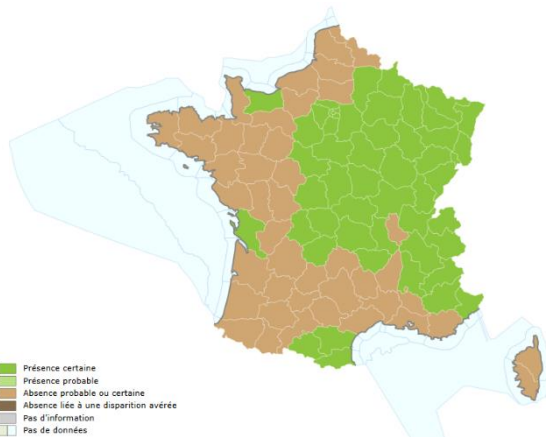 Présence certaine
Présence probable
Absence probable ou certaine
Absence liée à une disparition avérée
Pas d'information
Pas de données